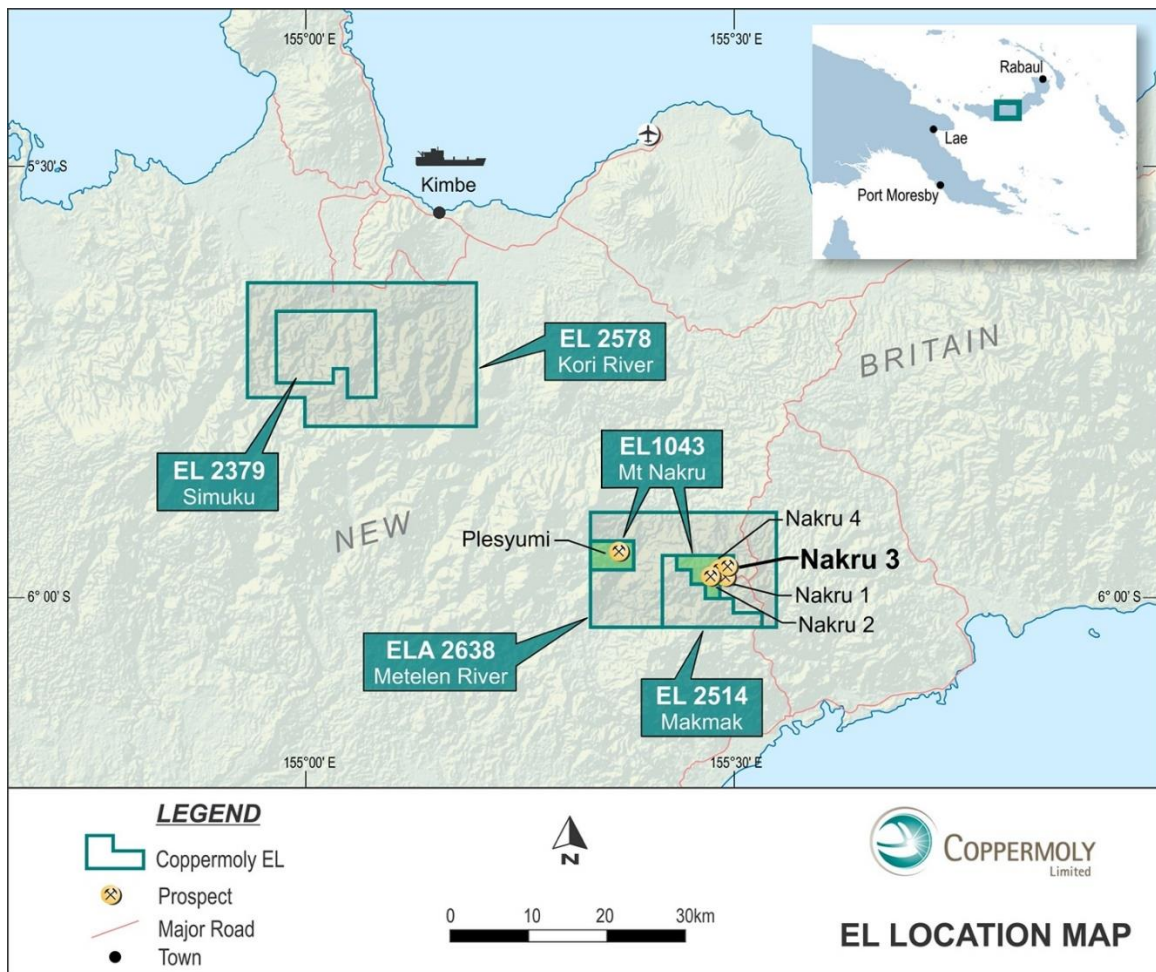 155°00' E
155°30' E
Rabaul
Lae
Port Moresby
5°30' S
Kimbe
EL 2578
Kori River
BRITAIN
EL 2379
Simuku
EL1043
Mt Nakru
NEW
Plesyumi
Nakru 4
Nakru 3
Nakru 1
Nakru 2
6° 00' S
6° 00' S
ELA 2638
Metelen River
EL 2514
Makmak
155°00' E
155°30' E
LEGEND
Coppermoly EL
Prospect
Major Road
Town
N
0 10 20 30km
COPPERMOLY
Limited
EL LOCATION MAP